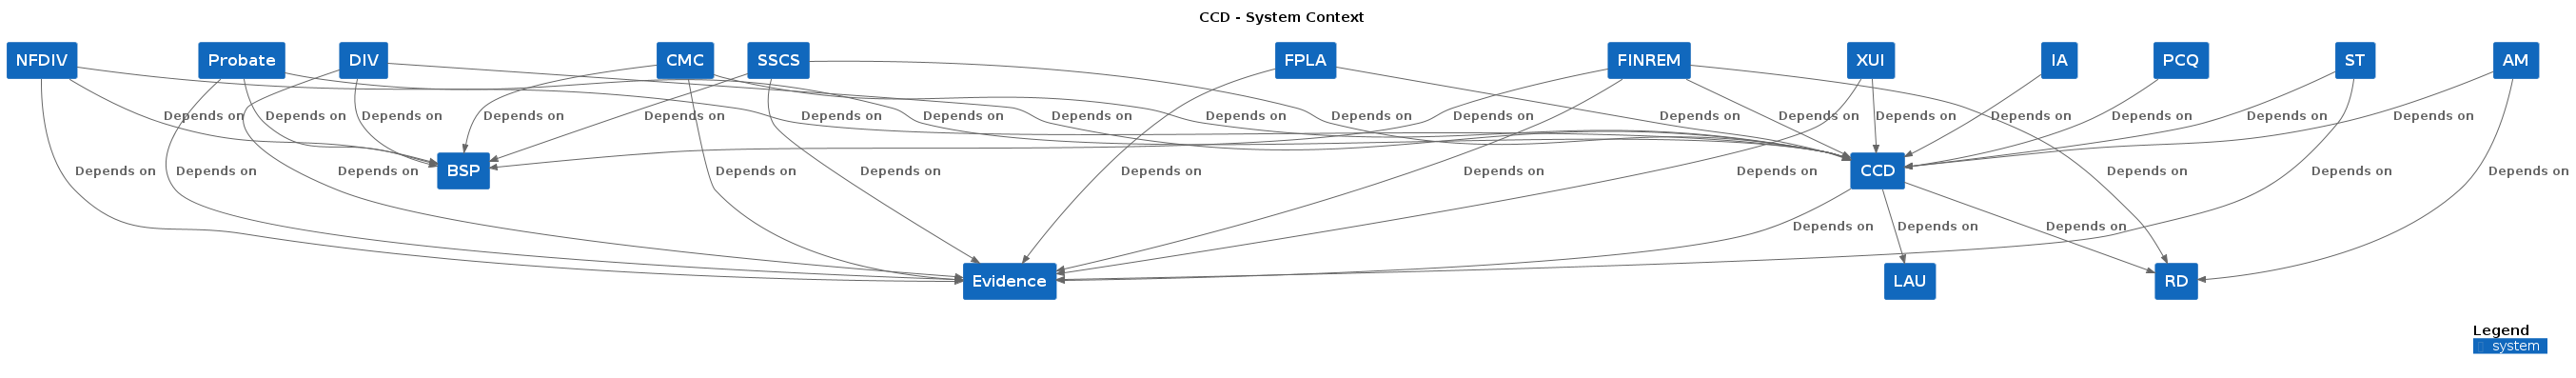 CCD - System Context
NFDIV Probate DIV CMC SSCS FPLA FINREM XUI IA PCQ ST AM
Depends on Depends on Depends on Depends on Depends on Depends on Depends on Depends on Depends on Depends on Depends on Depends on Depends on Depends on Depends on Depends on Depends on Depends on
Depends on Depends on Depends on BSP Depends on Depends on Depends on Depends on Depends on CCD Depends on Depends on Depends on
Depends on Depends on Depends on
Evidence LAU RD
Legend
system